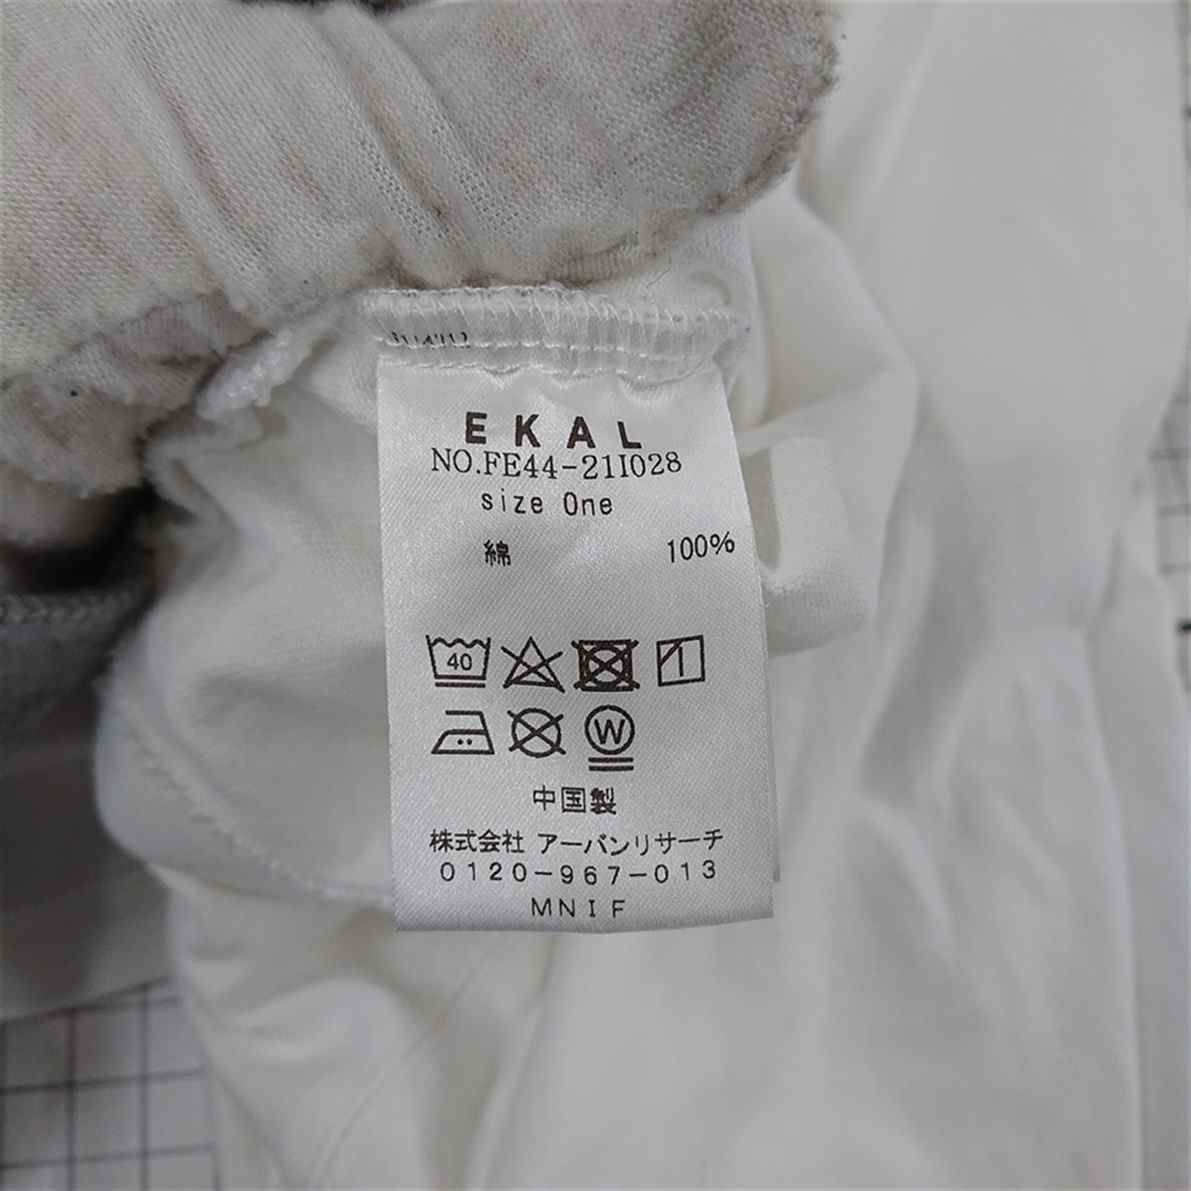 EKAL
NO.FE44-21I028
size One
綿 100%
40
W
中国製
株式会社 アーバンリサーチ
0120-967-013
MNIF